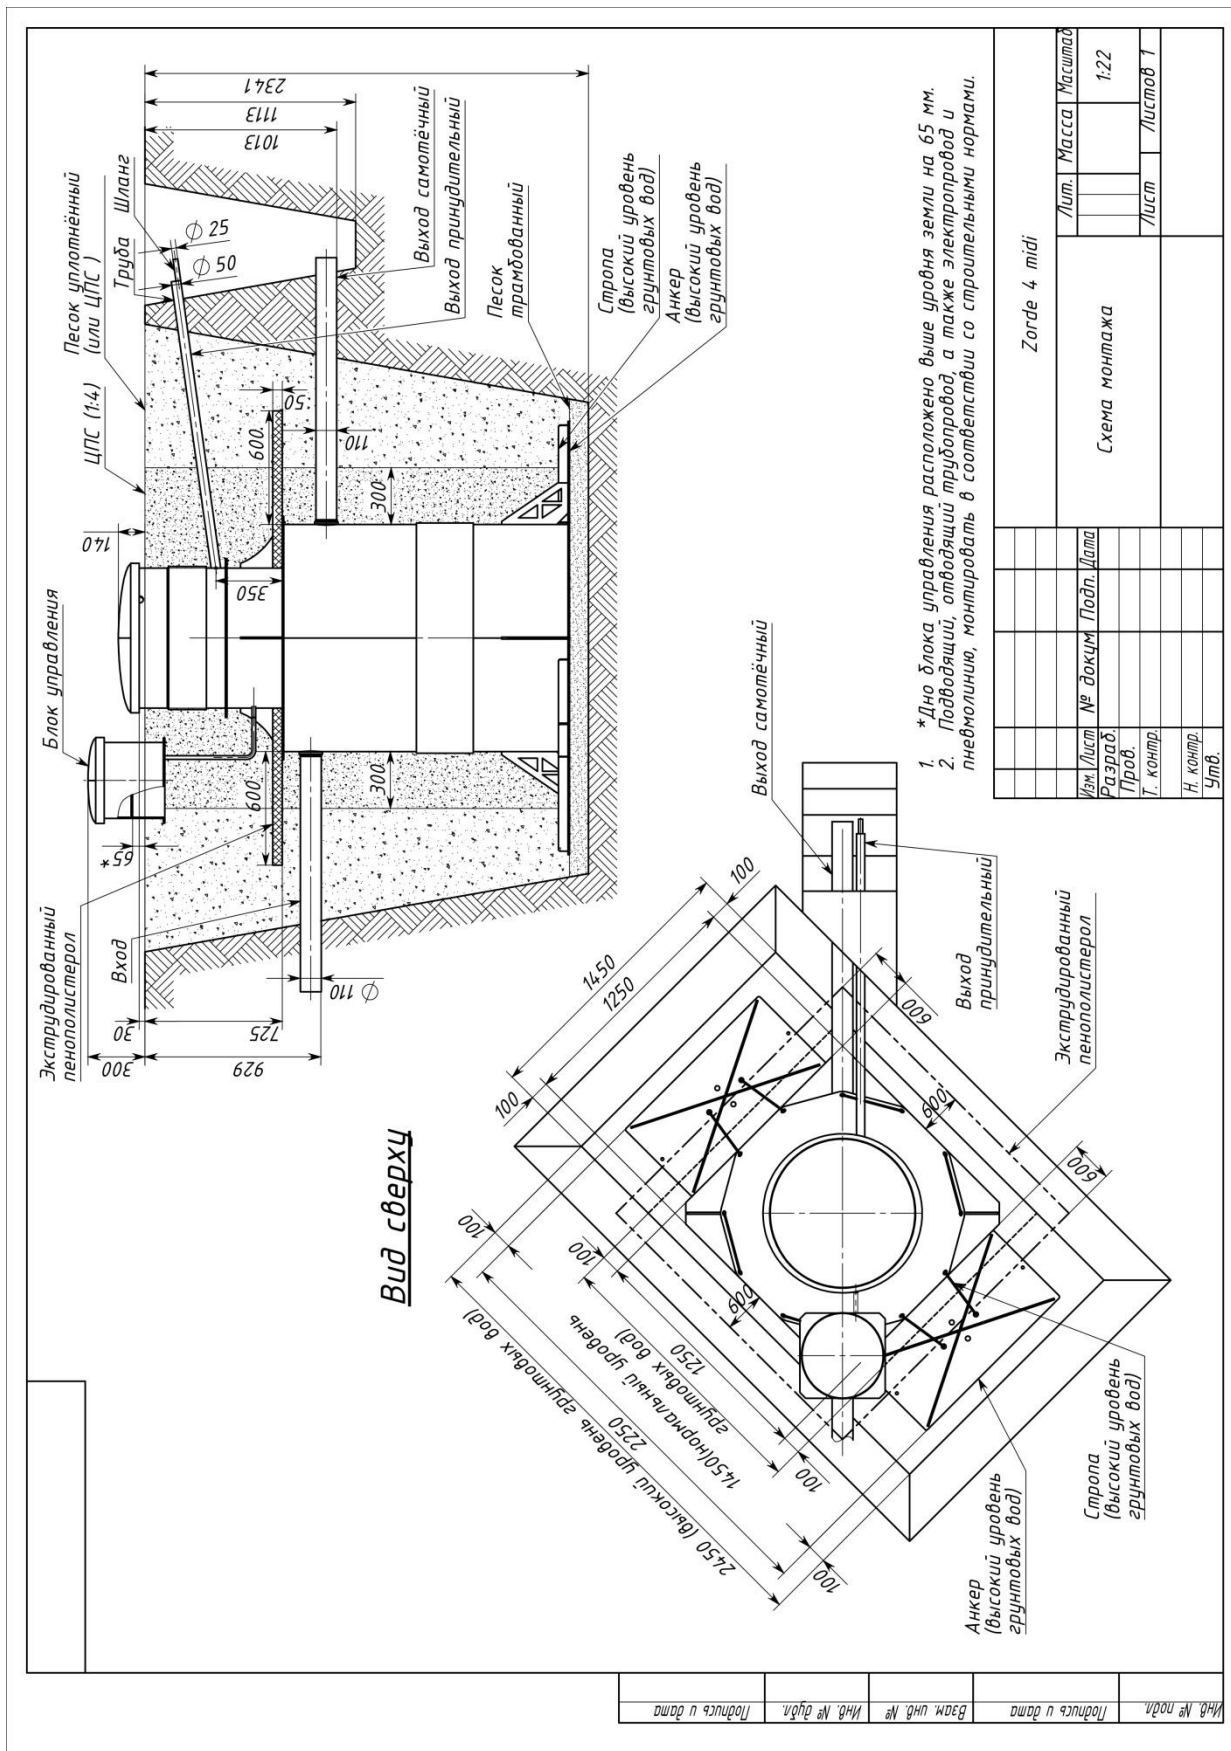 Блок управления
ЦПС (1:4)
Песок уплотнённый
(или ЦПС )
Труба
Шланг
∅ 25
∅ 50
140
350
600
50
300
110
1013
1113
2341
Выход самотёчный
Выход принудительный
Песок
трамбованный
Стропа
(высокий уровень
грунтовых вод)
Анкер
(высокий уровень
грунтовых вод)
Экструдированный
пенополистерол
Вход
65*
600
300
∅ 110
30
300
725
929
Вид сверху
100
1450
1250
100
600
600
600
600
100
100
1250
1450(нормальный уровень
грунтовых вод)
100
2250
2450 (высокий уровень грунтовых вод)
100
Выход самотёчный
Выход
принудительный
Экструдированный
пенополистерол
Стропа
(высокий уровень
грунтовых вод)
Анкер
(высокий уровень
грунтовых вод)
1. *Дно блока управления расположено выше уровня земли на 65 мм.
2. Подводящий, отводящий трубопровод, а также электропровод и
пневмолинию, монтировать в соответствии со строительными нормами.
Zorde 4 midi
Схема монтажа
Лит. Масса Масштаб
1:22
Лист Листов 1
Изм. Лист № докум Подп. Дата
Разраб.
Пров.
Т. контр.
Н. контр.
Утв.
Подпись и дата
Инв. № дубл.
Взам. инв. №
Подпись и дата
Инв. № подл.